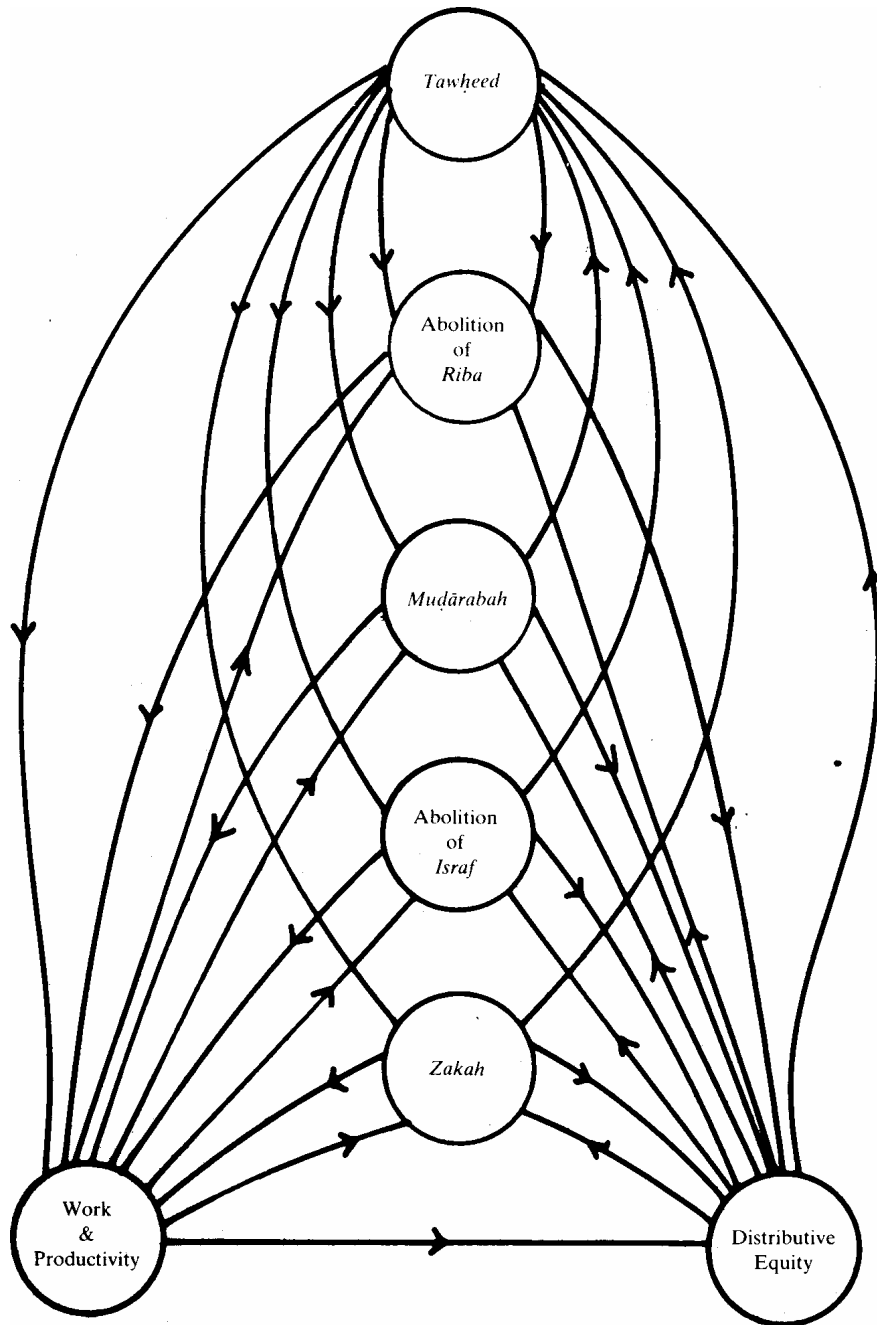 Tawḥeed
Abolition
of
Riba
Muḍārabah
Abolition
of
Israf
Zakah
Work
&
Productivity
Distributive
Equity